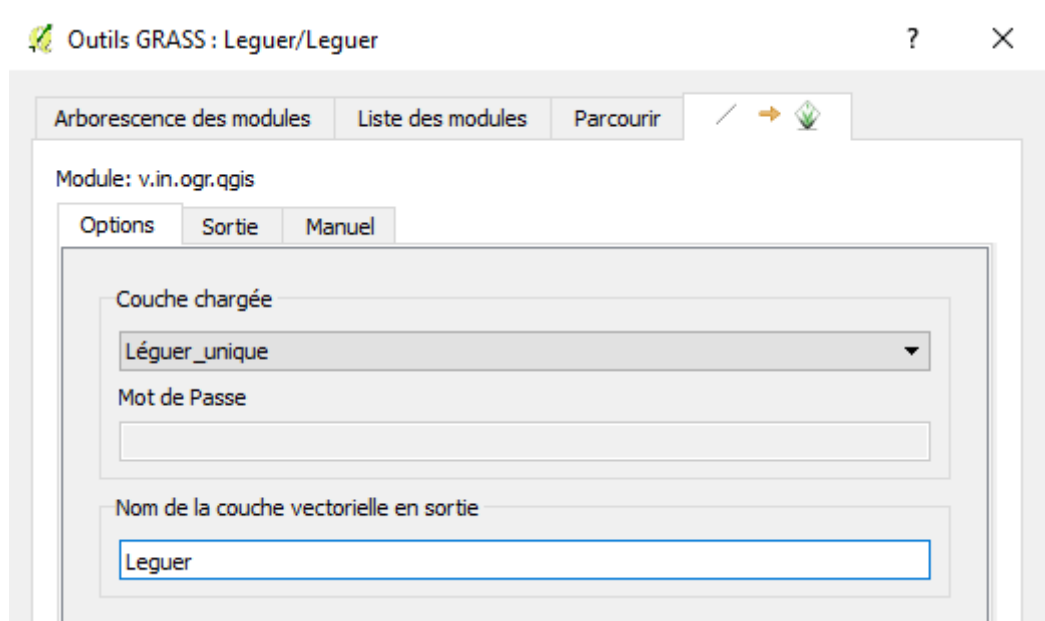 Outils GRASS : Leguer/Leguer ?
Arborescence des modules Liste des modules Parcourir
Module: v.in.ogr.qgis
Options Sortie Manuel
Couche chargée
Léguer_unique
Mot de Passe
Nom de la couche vectorielle en sortie
Leguer